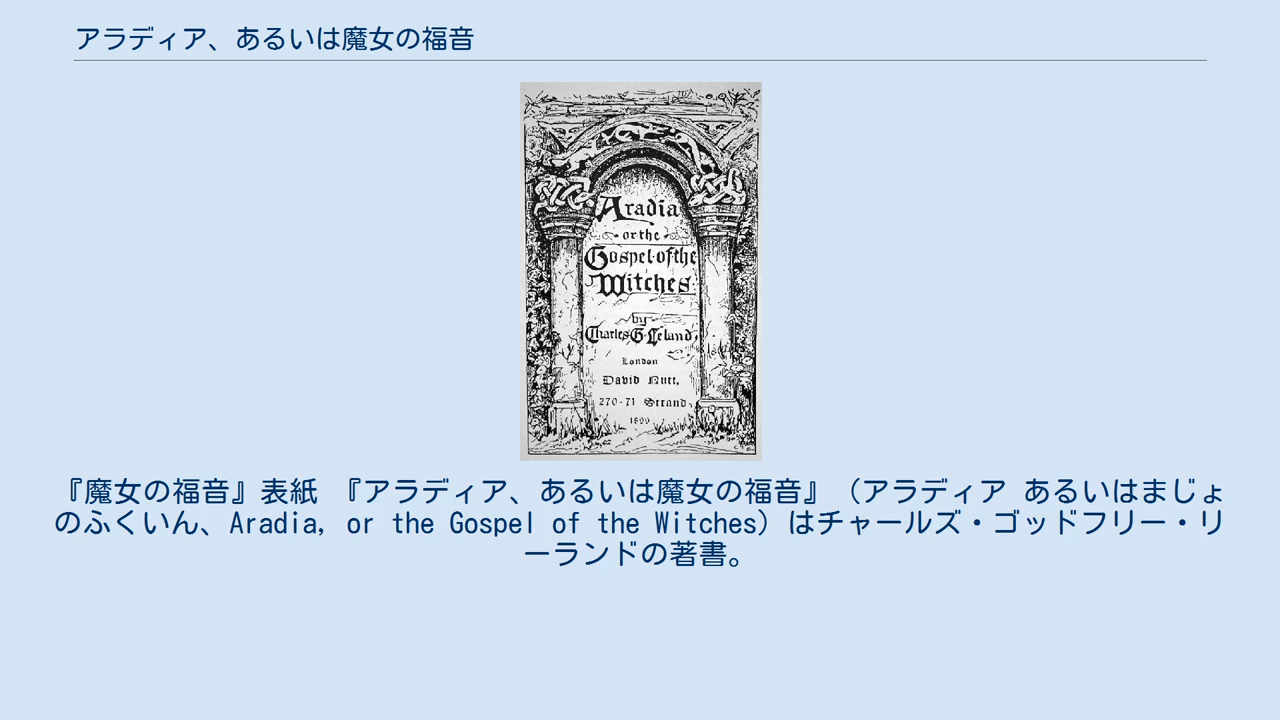 アラディア、あるいは魔女の福音
Aradia
or the
Gospel of the
Witches
by
Charles G. Leland,
London
David Nutt,
270-71 Strand,
1899
『魔女の福音』表紙 『アラディア、あるいは魔女の福音』（アラディア あるいはまじょ
のふくいん、Aradia, or the Gospel of the Witches）はチャールズ・ゴッドフリー・リ
ーランドの著書。